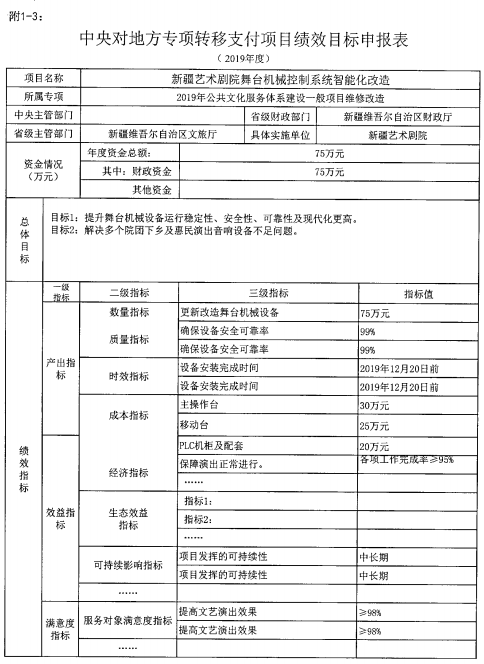 附1-3：
中央对地方专项转移支付项目绩效目标申报表
（2019年度）
项目名称 新疆艺术剧院舞台机械控制系统智能化改造
所属专项 2019年公共文化服务体系建设一般项目维修改造
中央主管部门 省级财政部门 新疆维吾尔自治区财政厅
省级主管部门 新疆维吾尔自治区文旅厅 具体实施单位 新疆艺术剧院
资金情况（万元） 年度资金总额： 75万元
其中：财政资金 75万元
其他资金
总体目标 目标1：提升舞台机械设备运行稳定性、安全性、可靠性及现代化更高。
目标2：解决多个院团下乡及惠民演出音响设备不足问题。
绩效指标 一级指标 二级指标 三级指标 指标值
产出指标 数量指标 更新改造舞台机械设备 75万元
质量指标 确保设备安全可靠率 99%
确保设备安全可靠率 99%
时效指标 设备安装完成时间 2019年12月20日前
设备安装完成时间 2019年12月20日前
成本指标 主操作台 30万元
移动台 25万元
PLC机柜及配套 20万元
效益指标 经济指标 保障演出正常进行。 各项工作完成率≥95%
……
生态效益指标 指标1：
指标2：
……
可持续影响指标 项目发挥的可持续性 中长期
项目发挥的可持续性 中长期
……
满意度指标 服务对象满意度指标 提高文艺演出效果 ≥98%
提高文艺演出效果 ≥98%
……